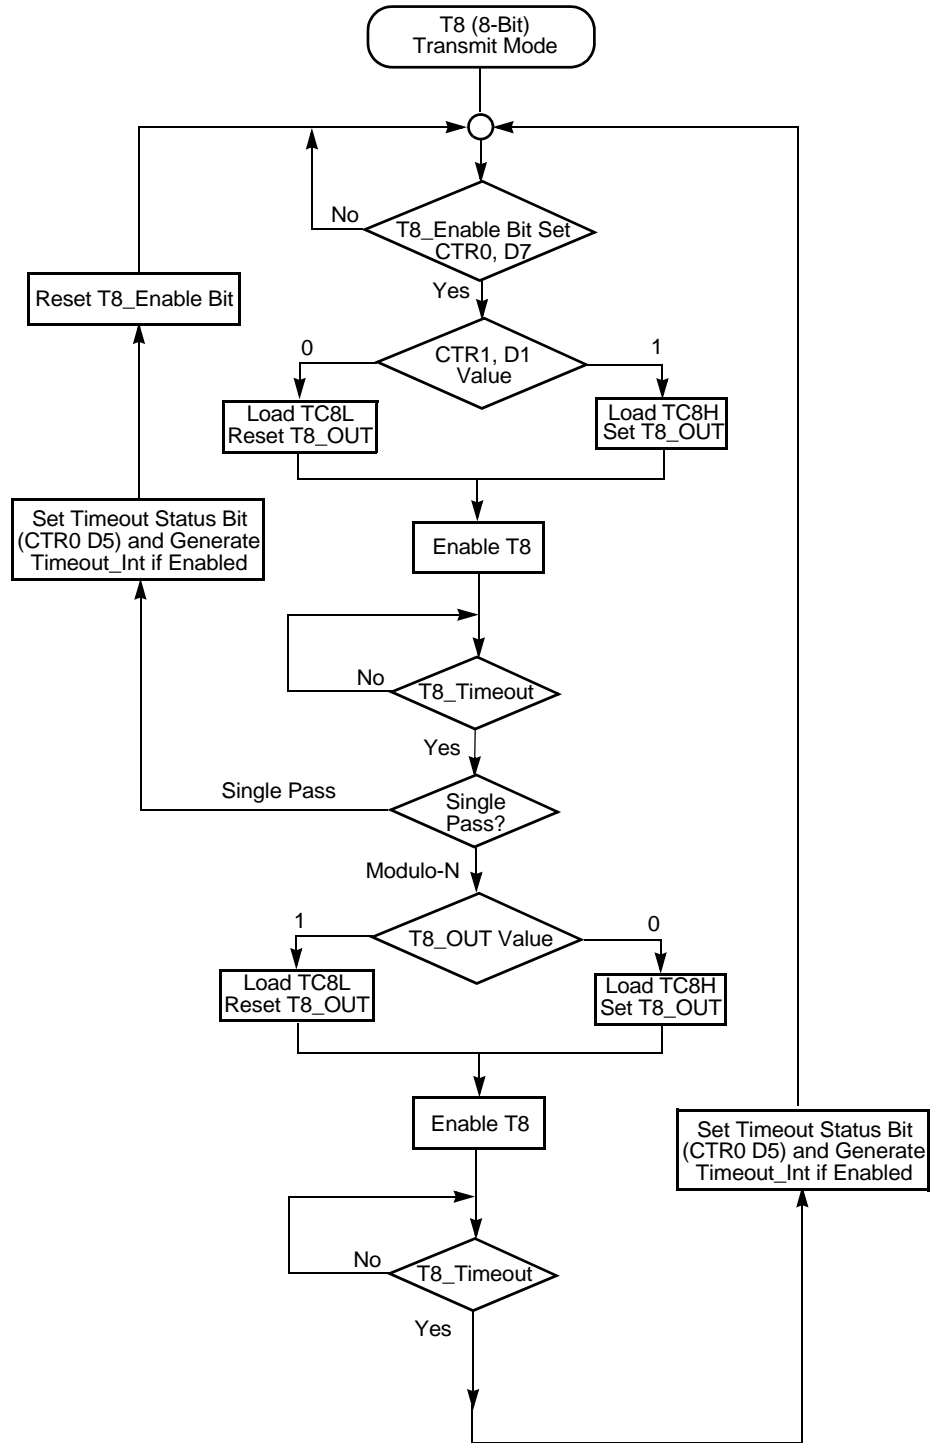 T8 (8-Bit)
Transmit Mode
No
T8_Enable Bit Set
CTR0, D7
Yes
Reset T8_Enable Bit
0
CTR1, D1
Value
1
Load TC8L
Reset T8_OUT
Load TC8H
Set T8_OUT
Set Timeout Status Bit
(CTR0 D5) and Generate
Timeout_Int if Enabled
Enable T8
No
T8_Timeout
Yes
Single Pass
Single
Pass?
Modulo-N
1
T8_OUT Value
0
Load TC8L
Reset T8_OUT
Load TC8H
Set T8_OUT
Enable T8
Set Timeout Status Bit
(CTR0 D5) and Generate
Timeout_Int if Enabled
No
T8_Timeout
Yes